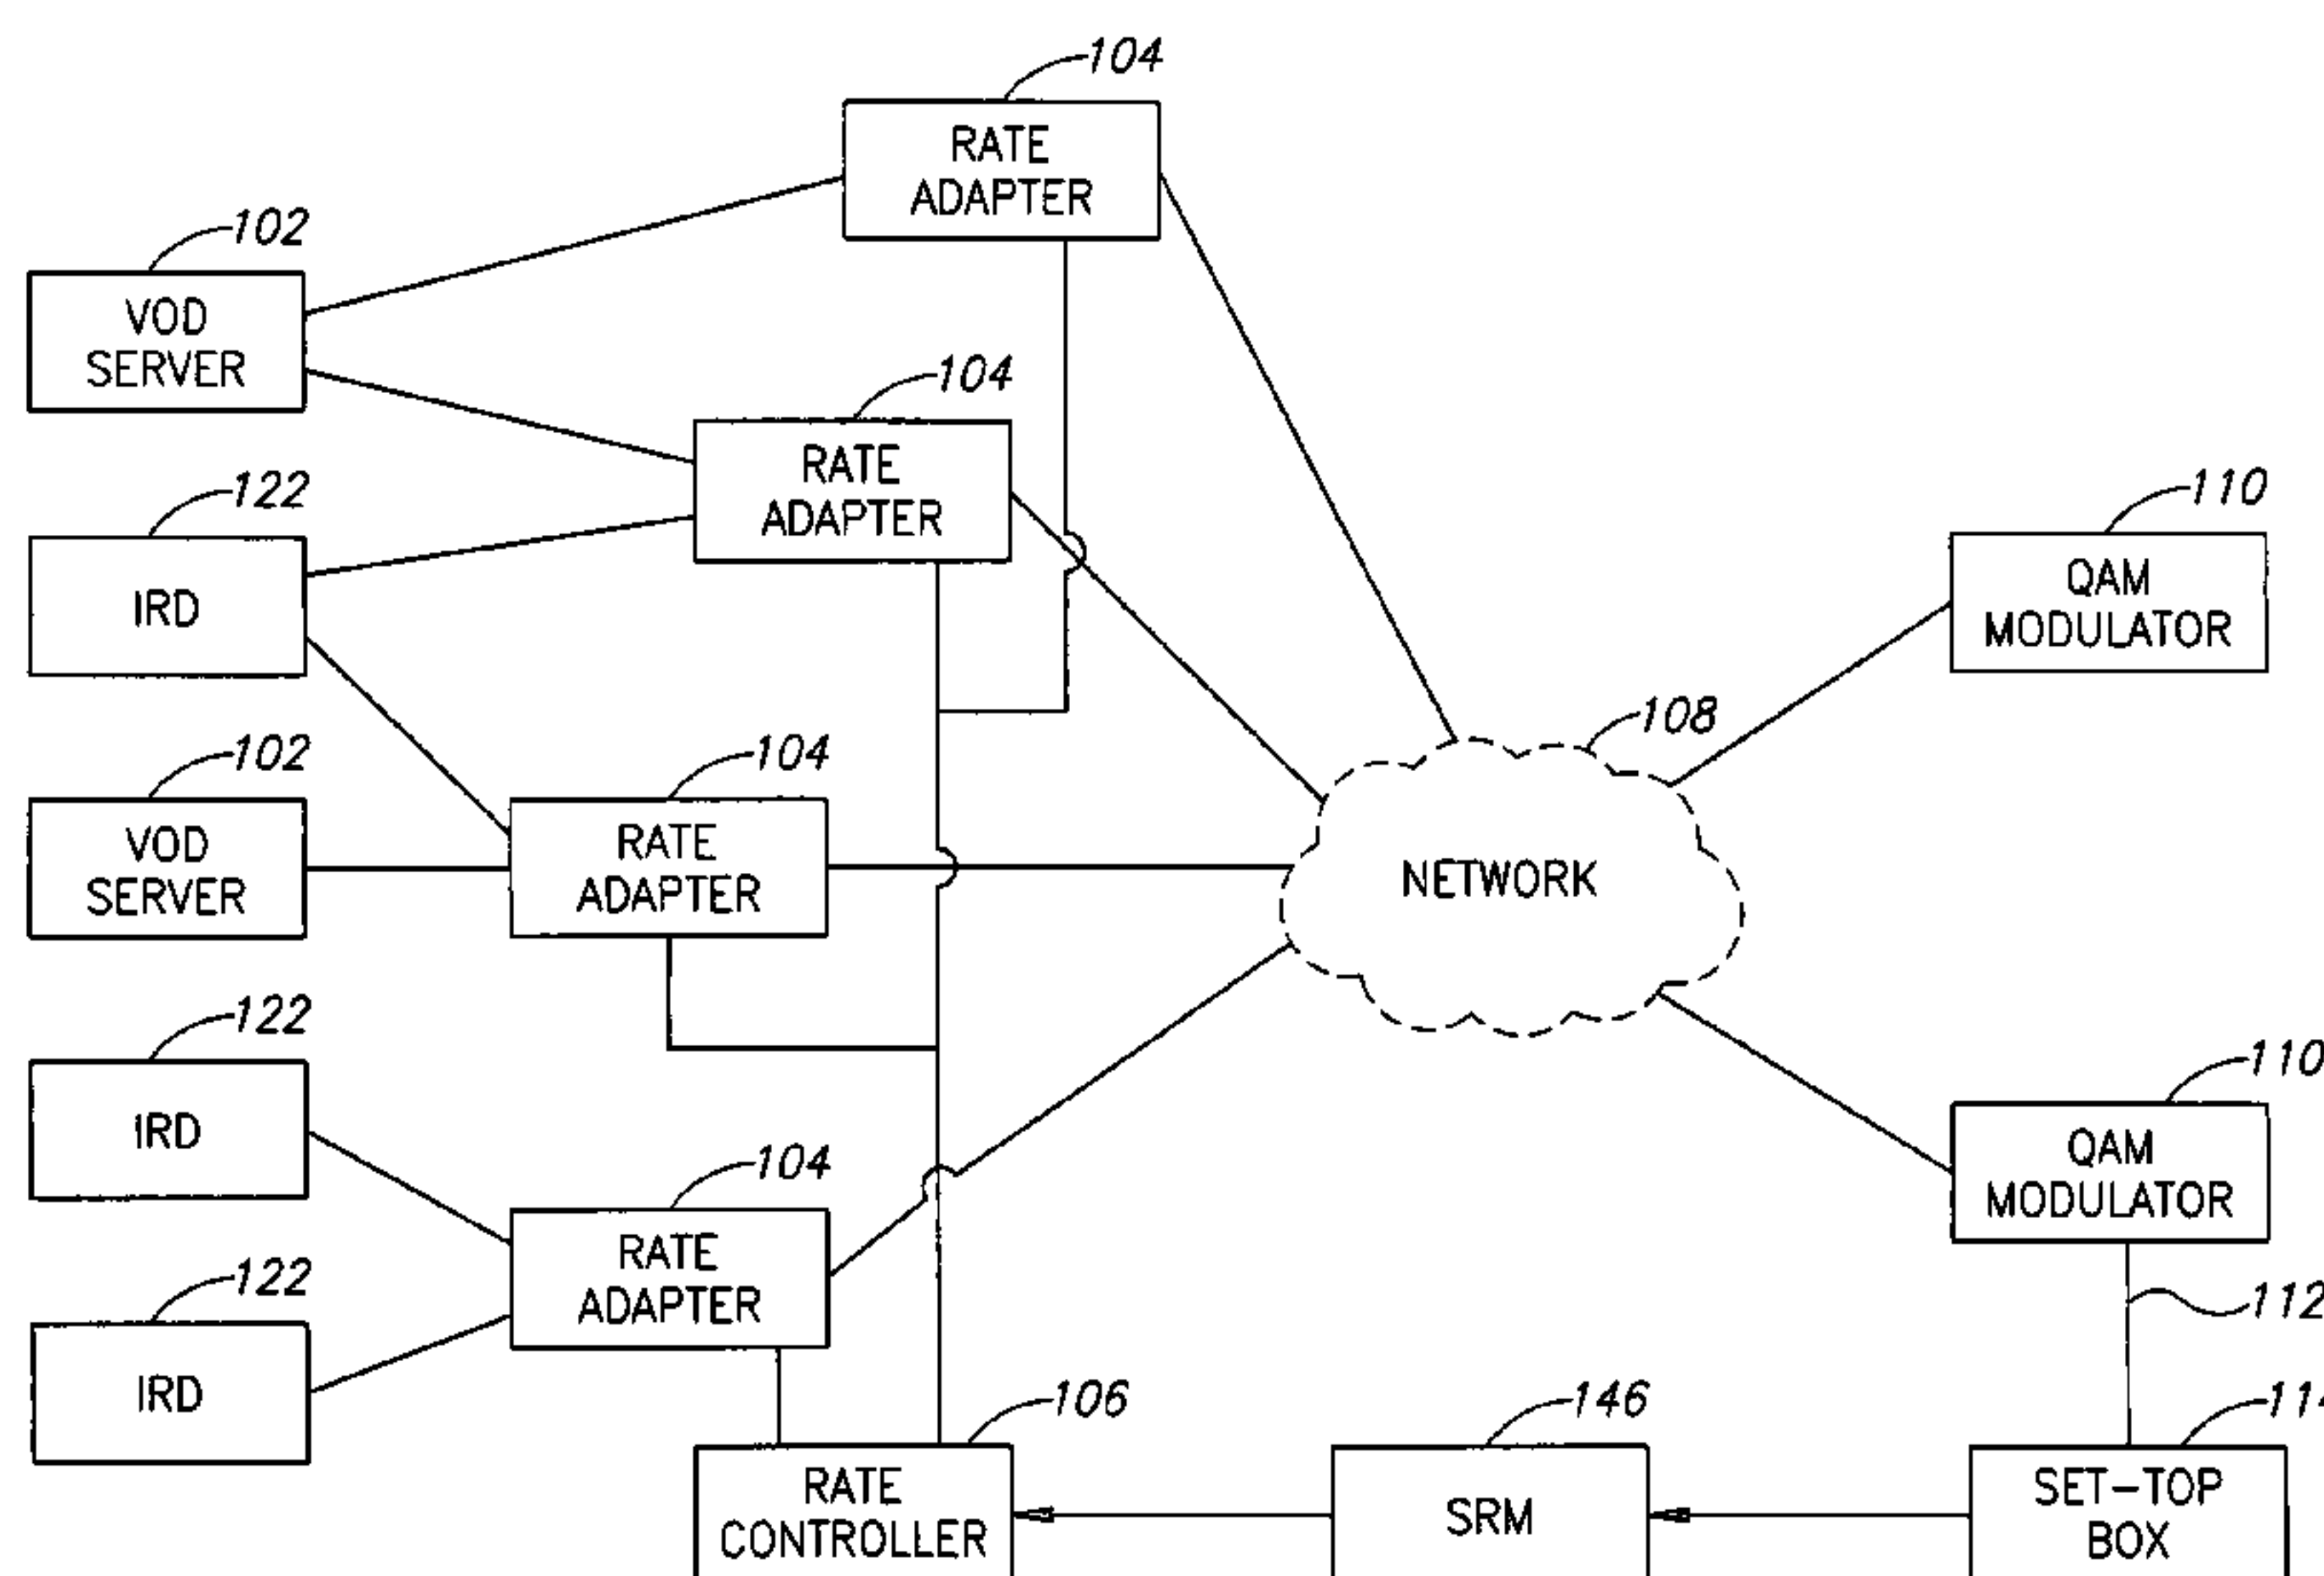 104
RATE
ADAPTER
102
VOD
SERVER
104
RATE
ADAPTER
122
IRD
110
QAM
MODULATOR
108
NETWORK
102
VOD
SERVER
104
RATE
ADAPTER
122
IRD
110
QAM
MODULATOR
104
RATE
ADAPTER
122
IRD
112
106
RATE
CONTROLLER
146
SRM
114
SET-TOP
BOX